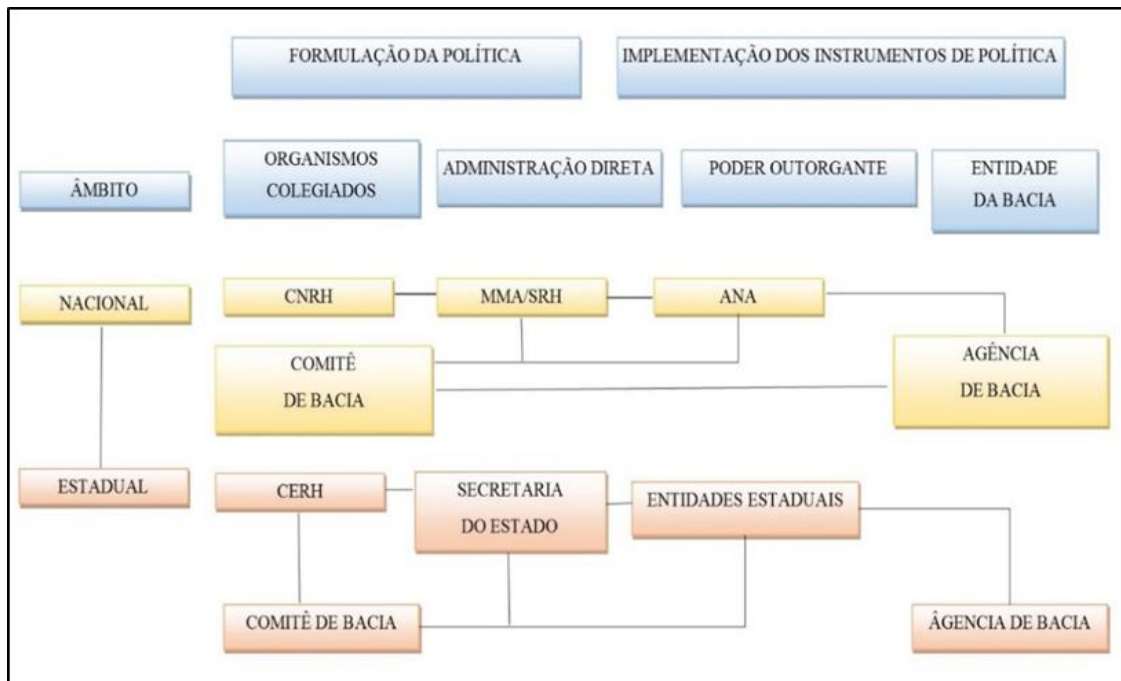 FORMULAÇÃO DA POLÍTICA
IMPLEMENTAÇÃO DOS INSTRUMENTOS DE POLÍTICA
ÂMBITO
ORGANISMOS
COLEGIADOS
ADMINISTRAÇÃO DIRETA
PODER OUTORGANTE
ENTIDADE
DA BACIA
NACIONAL
CNRH
MMA/SRH
ANA
COMITÊ
DE BACIA
AGÊNCIA
DE BACIA
ESTADUAL
CERH
SECRETARIA
DO ESTADO
ENTIDADES ESTADUAIS
COMITÊ DE BACIA
ÂGENCIA DE BACIA